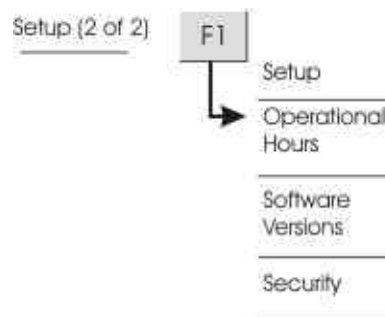 Setup (2 of 2)
F1
Setup
Operational
Hours
Software
Versions
Security